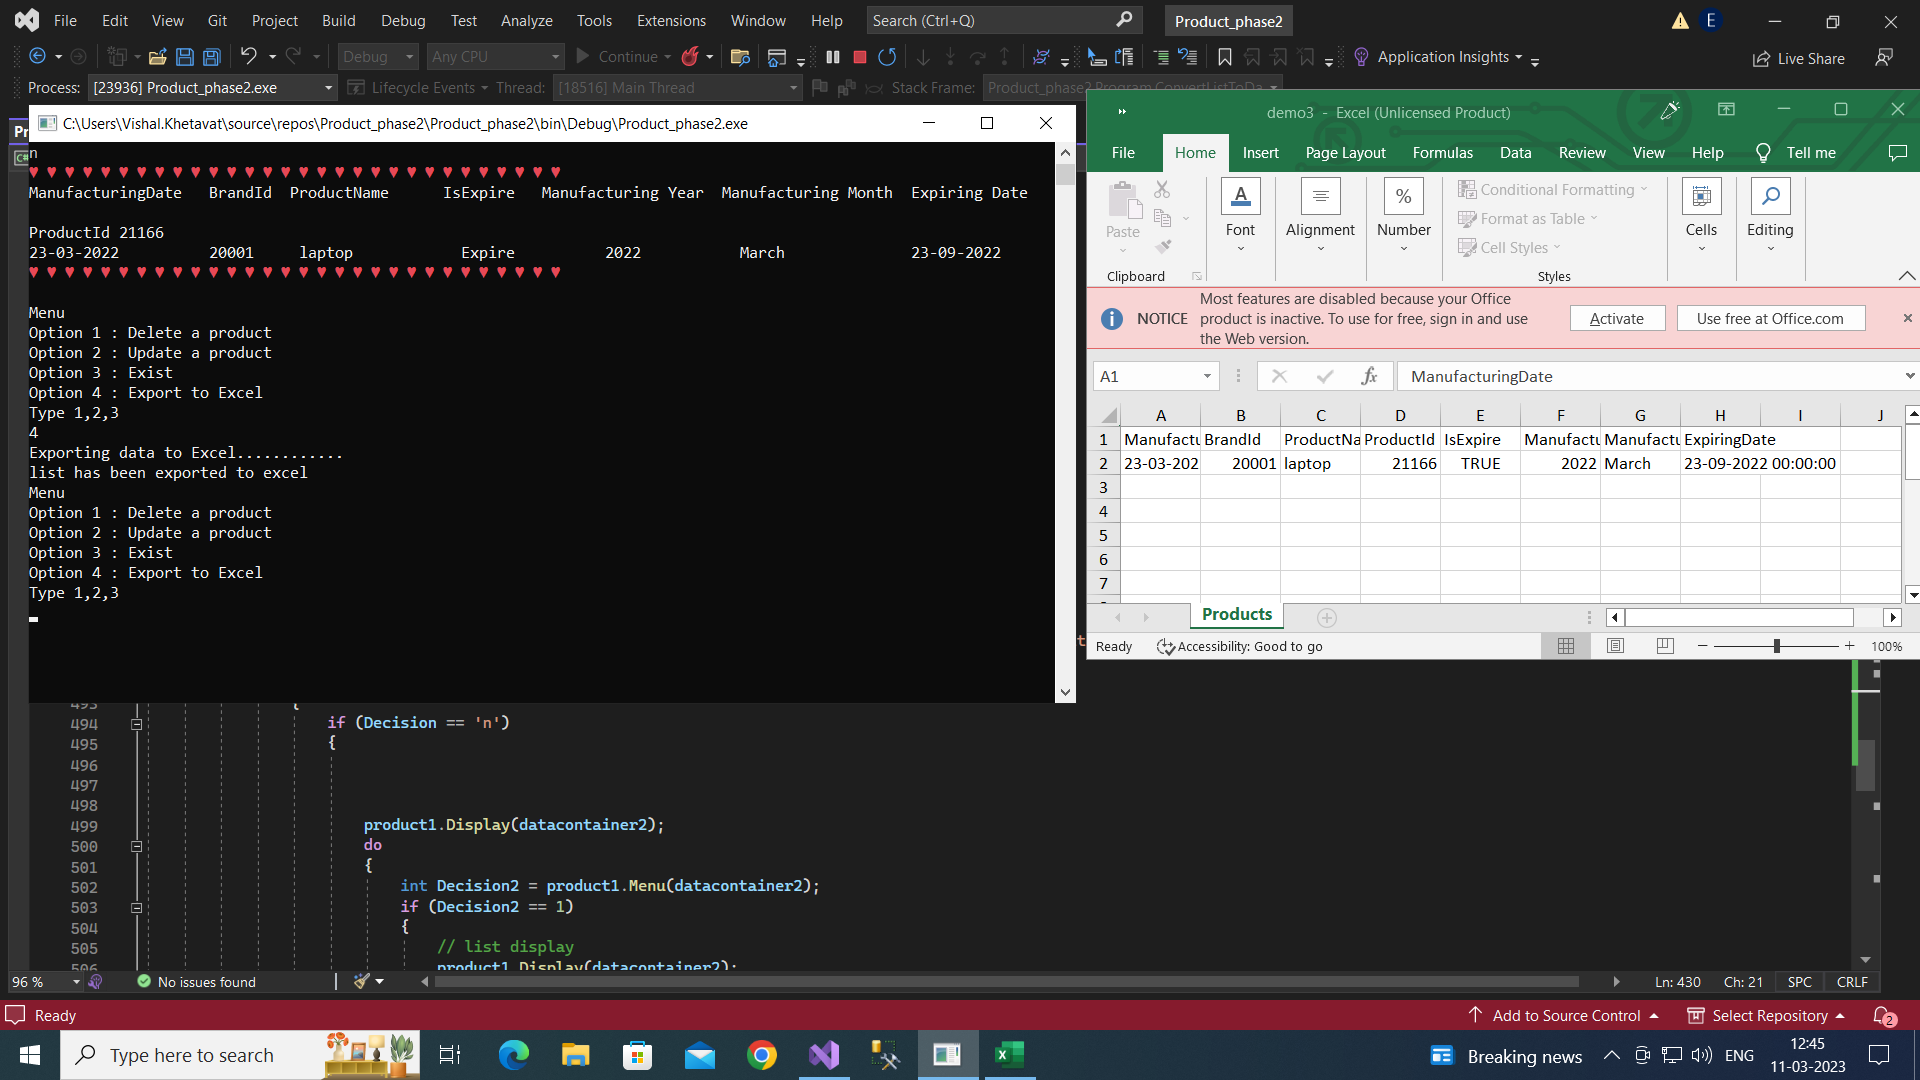 File Edit View Git Project Build Debug Test Analyze Tools Extensions Window Help Search (Ctrl+Q) Product_phase2 E
Debug Any CPU Continue Application Insights Live Share
Process: [23936] Product_phase2.exe Lifecycle Events Thread: [18516] Main Thread Stack Frame: Product_phase2.Program.ConvertListToDa
Pr
C:\Users\Vishal.Khetavat\source\repos\Product_phase2\Product_phase2\bin\Debug\Product_phase2.exe
C#
n
ManufacturingDate BrandId ProductName IsExpire Manufacturing Year Manufacturing Month Expiring Date
ProductId 21166
23-03-2022 20001 laptop Expire 2022 March 23-09-2022
Menu
Option 1 : Delete a product
Option 2 : Update a product
Option 3 : Exist
Option 4 : Export to Excel
Type 1,2,3
4
Exporting data to Excel............
list has been exported to excel
Menu
Option 1 : Delete a product
Option 2 : Update a product
Option 3 : Exist
Option 4 : Export to Excel
Type 1,2,3
demo3 - Excel (Unlicensed Product)
File Home Insert Page Layout Formulas Data Review View Help Tell me
Paste
Clipboard
A
Font
Alignment
%
Number
Conditional Formatting
Format as Table
Cell Styles
Styles
Cells
Editing
NOTICE
Most features are disabled because your Office
product is inactive. To use for free, sign in and use
the Web version.
Activate Use free at Office.com
A1 fx ManufacturingDate
A B C D E F G H I J
1 Manufactu BrandId ProductNa ProductId IsExpire Manufactu Manufactu ExpiringDate
2 23-03-202 20001 laptop 21166 TRUE 2022 March 23-09-2022 00:00:00
3
4
5
6
7
Products
Ready Accessibility: Good to go 100%
t
493 {
494 if (Decision == 'n')
495 {
496
497
498
499 product1.Display(datacontainer2);
500 do
501 {
502 int Decision2 = product1.Menu(datacontainer2);
503 if (Decision2 == 1)
504 {
505 // list display
506 product1.Display(datacontainer2);
96 % No issues found Ln: 430 Ch: 21 SPC CRLF
Ready Add to Source Control Select Repository 2
Type here to search Breaking news ENG 12:45
11-03-2023